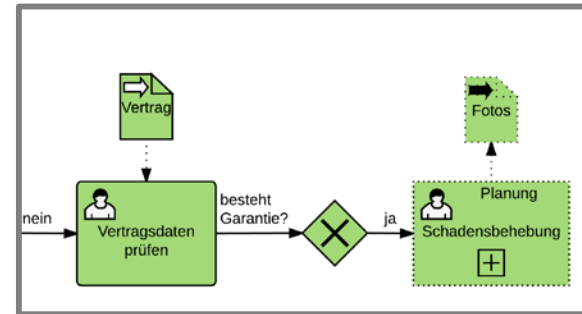 Vertrag
Fotos
nein
Vertragsdaten
prüfen
besteht
Garantie?
ja
Planung
Schadensbehebung